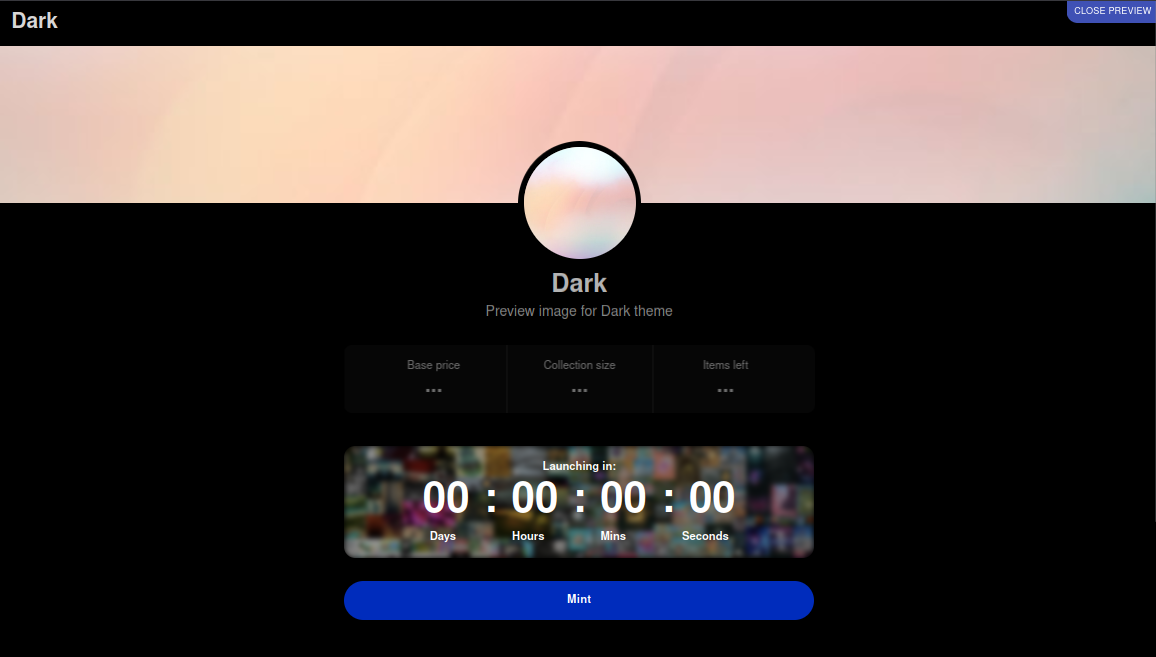 Dark
CLOSE PREVIEW
Dark
Preview image for Dark theme
Base price Collection size Items left
--- --- ---
Launching in:
00 : 00 : 00 : 00
Days Hours Mins Seconds
Mint